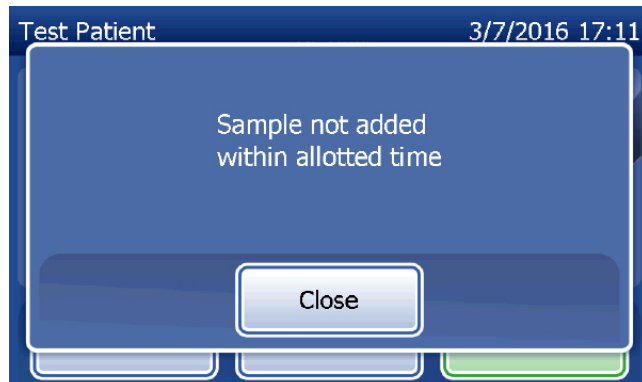 Test Patient 3/7/2016 17:11
Sample not added
within allotted time
Close